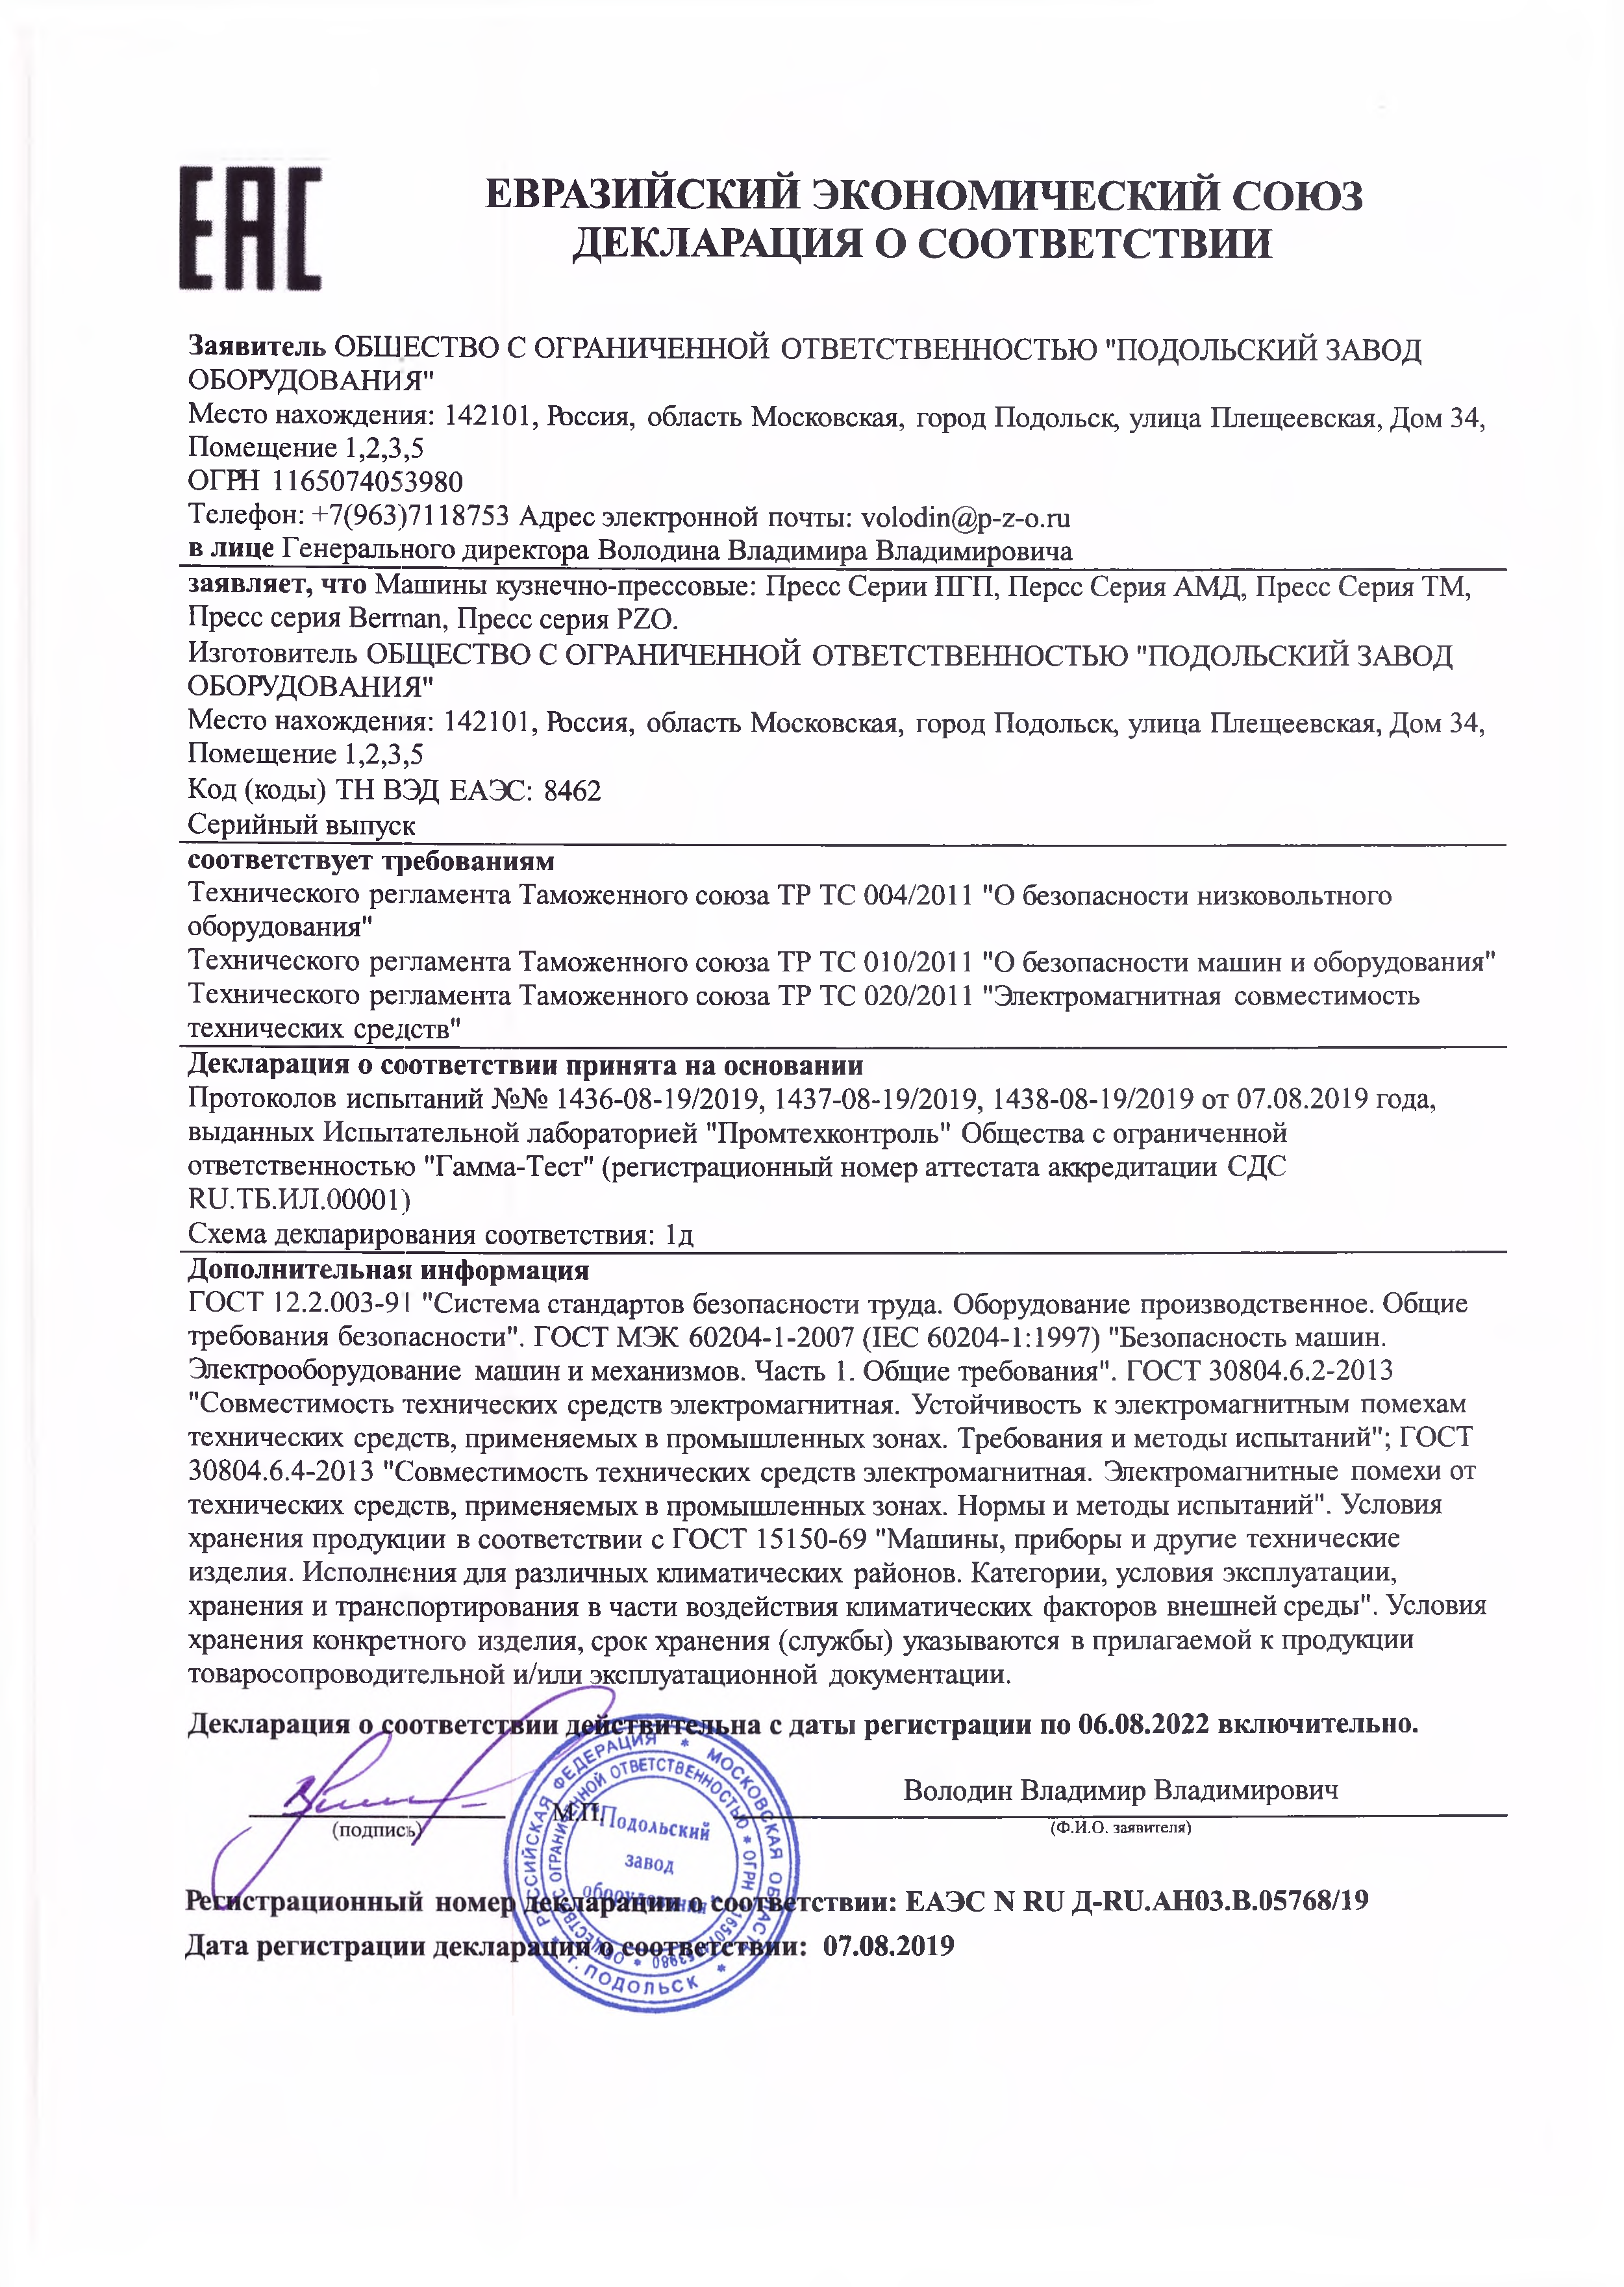 ЕАС
ЕВРАЗИЙСКИЙ ЭКОНОМИЧЕСКИЙ СОЮЗ
ДЕКЛАРАЦИЯ О СООТВЕТСТВИИ
Заявитель ОБЩЕСТВО С ОГРАНИЧЕННОЙ ОТВЕТСТВЕННОСТЬЮ "ПОДОЛЬСКИЙ ЗАВОД
ОБОРУДОВАНИЯ"
Место нахождения: 142101, Россия, область Московская, город Подольск, улица Плещеевская, Дом 34,
Помещение 1,2,3,5
ОГРН 1165074053980
Телефон: +7(963)7118753 Адрес электронной почты: volodin@p-z-o.ru
в лице Генерального директора Володина Владимира Владимировича
заявляет, что Машины кузнечно-прессовые: Пресс Серии ПГП, Персс Серия АМД, Пресс Серия ТМ,
Пресс серия Berman, Пресс серия PZO.
Изготовитель ОБЩЕСТВО С ОГРАНИЧЕННОЙ ОТВЕТСТВЕННОСТЬЮ "ПОДОЛЬСКИЙ ЗАВОД
ОБОРУДОВАНИЯ"
Место нахождения: 142101, Россия, область Московская, город Подольск, улица Плещеевская, Дом 34,
Помещение 1,2,3,5
Код (коды) ТН ВЭД ЕАЭС: 8462
Серийный выпуск
соответствует требованиям
Технического регламента Таможенного союза ТР ТС 004/2011 "О безопасности низковольтного
оборудования"
Технического регламента Таможенного союза ТР ТС 010/2011 "О безопасности машин и оборудования"
Технического регламента Таможенного союза ТР ТС 020/2011 "Электромагнитная совместимость
технических средств"
Декларация о соответствии принята на основании
Протоколов испытаний №№ 1436-08-19/2019, 1437-08-19/2019, 1438-08-19/2019 от 07.08.2019 года,
выданных Испытательной лабораторией "Промтехконтроль" Общества с ограниченной
ответственностью "Гамма-Тест" (регистрационный номер аттестата аккредитации СДС
RU.ТБ.ИЛ.00001)
Схема декларирования соответствия: 1д
Дополнительная информация
ГОСТ 12.2.003-91 "Система стандартов безопасности труда. Оборудование производственное. Общие
требования безопасности". ГОСТ МЭК 60204-1-2007 (IEC 60204-1:1997) "Безопасность машин.
Электрооборудование машин и механизмов. Часть 1. Общие требования". ГОСТ 30804.6.2-2013
"Совместимость технических средств электромагнитная. Устойчивость к электромагнитным помехам
технических средств, применяемых в промышленных зонах. Требования и методы испытаний"; ГОСТ
30804.6.4-2013 "Совместимость технических средств электромагнитная. Электромагнитные помехи от
технических средств, применяемых в промышленных зонах. Нормы и методы испытаний". Условия
хранения продукции в соответствии с ГОСТ 15150-69 "Машины, приборы и другие технические
изделия. Исполнения для различных климатических районов. Категории, условия эксплуатации,
хранения и транспортирования в части воздействия климатических факторов внешней среды". Условия
хранения конкретного изделия, срок хранения (службы) указываются в прилагаемой к продукции
товаросопроводительной и/или эксплуатационной документации.
Декларация о соответствии действительна с даты регистрации по 06.08.2022 включительно.
Володин Владимир Владимирович
М.П.
(подпись)
(Ф.И.О. заявителя)
РОССИЙСКАЯ ФЕДЕРАЦИЯ * МОСКОВСКАЯ ОБЛАСТЬ * г. ПОДОЛЬСК *
ОБЩЕСТВО С ОГРАНИЧЕННОЙ ОТВЕТСТВЕННОСТЬЮ * ОГРН 1165074053980 *
"Подольский
завод
оборудования"
Регистрационный номер декларации о соответствии: ЕАЭС N RU Д-RU.АН03.В.05768/19
Дата регистрации декларации о соответствии: 07.08.2019